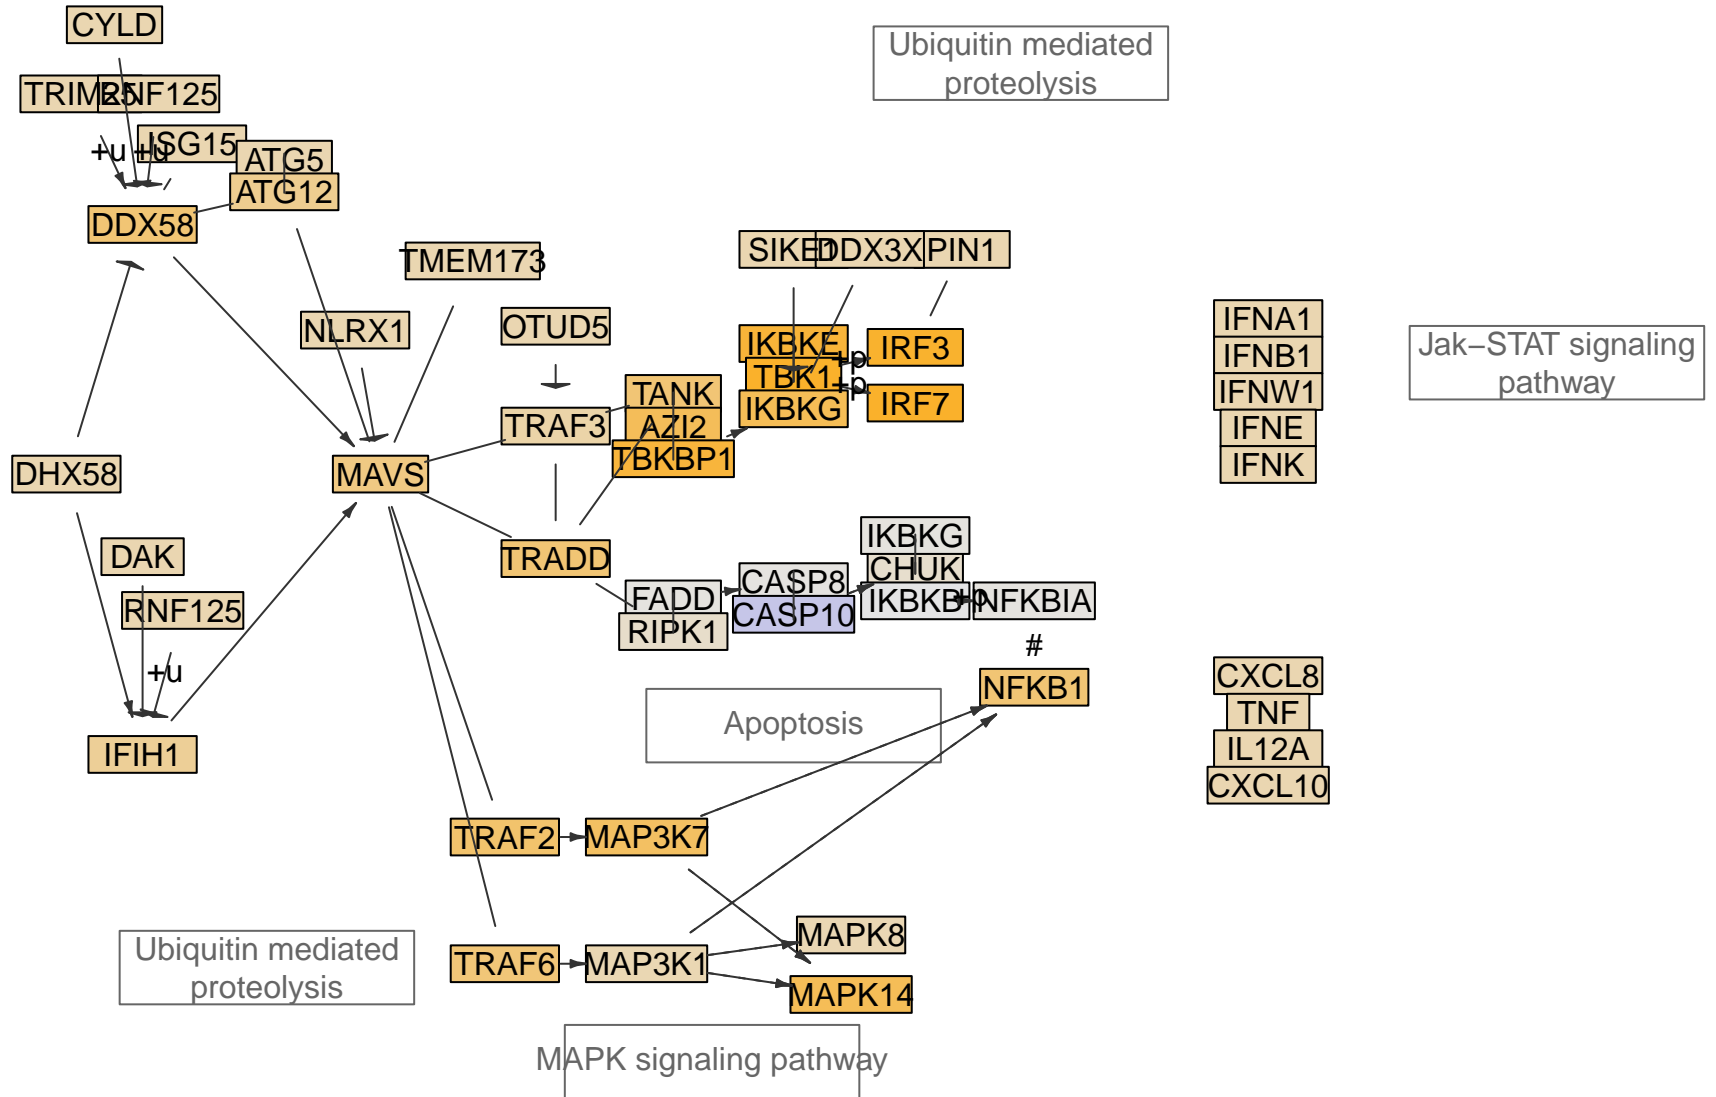 CYLD
Ubiquitin mediated
proteolysis
TRIM25
RNF125
ISG15
+u
+u
ATG5
ATG12
DDX58
TMEM173
SIKE1
DDX3X
PIN1
NLRX1
OTUD5
IKBKE
TBK1
IKBKG
+p
+p
IRF3
IRF7
IFNA1
IFNB1
IFNW1
IFNE
IFNK
Jak−STAT signaling
pathway
TANK
AZI2
TBKBP1
TRAF3
DHX58
MAVS
DAK
TRADD
RNF125
+u
FADD
RIPK1
CASP8
CASP10
IKBKG
CHUK
IKBKB
+p
NFKBIA
#
NFKB1
CXCL8
TNF
IL12A
CXCL10
Apoptosis
IFIH1
TRAF2
MAP3K7
TRAF6
MAP3K1
MAPK8
MAPK14
Ubiquitin mediated
proteolysis
MAPK signaling pathway